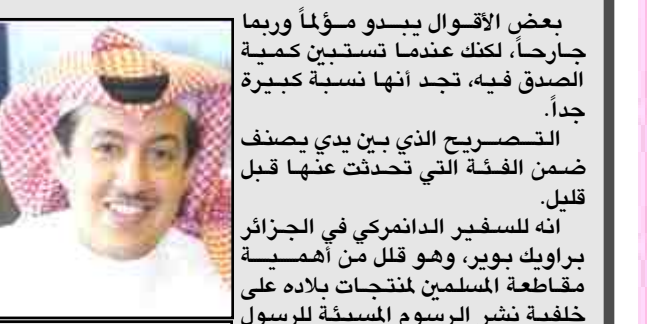 بعض الأقوال يبدو مؤلماً وربما
جارحاً، لكنك عندما تستبين كمية
الصدق فيه، تجد أنها نسبة كبيرة
جداً.
التصريح الذي بين يدي يصنف
ضمن الفئة التي تحدثت عنها قبل
قليل.
انه للسفير الدانمركي في الجزائر
براويك بوير، وهو قلل من أهمية
مقاطعة المسلمين لمنتجات بلاده على
خلفية نشر الرسوم المسيئة للرسول